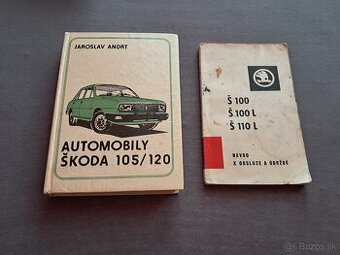 JAROSLAV ANDRT
AUTOMOBILY
ŠKODA 105/120
Š 100
Š 100 L
Š 110 L
NÁVOD
K OBSLUZE A ÚDRŽBĚ
Bazos.sk